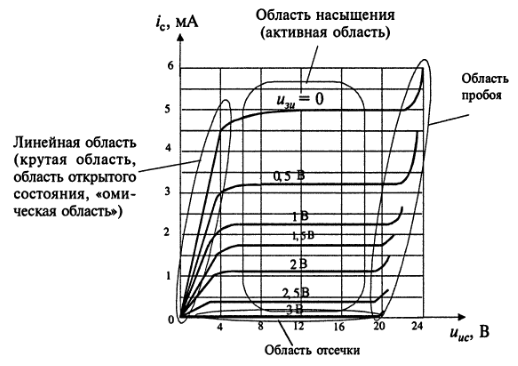 i_c, мА
Область насыщения
(активная область)
Область
пробоя
Линейная область
(крутая область,
область открытого
состояния, «оми-
ческая область»)
6
5
4
3
2
1
0
u_зи = 0
0,5 В
1 В
1,5В
2 В
2,5В
3 В
4 8 12 16 20 24
u_ис, В
Область отсечки